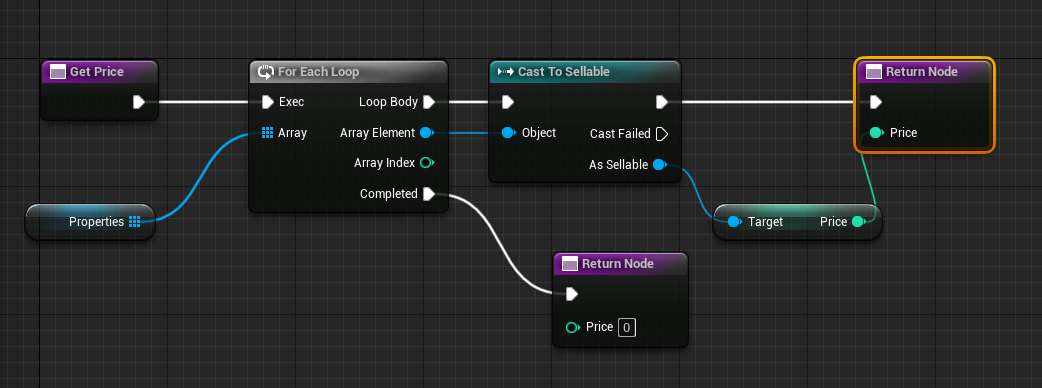 Get Price
For Each Loop
Exec
Loop Body
Array
Array Element
Array Index
Completed
Cast To Sellable
Object
Cast Failed
As Sellable
Return Node
Price
Properties
Target
Price
Return Node
Price 0